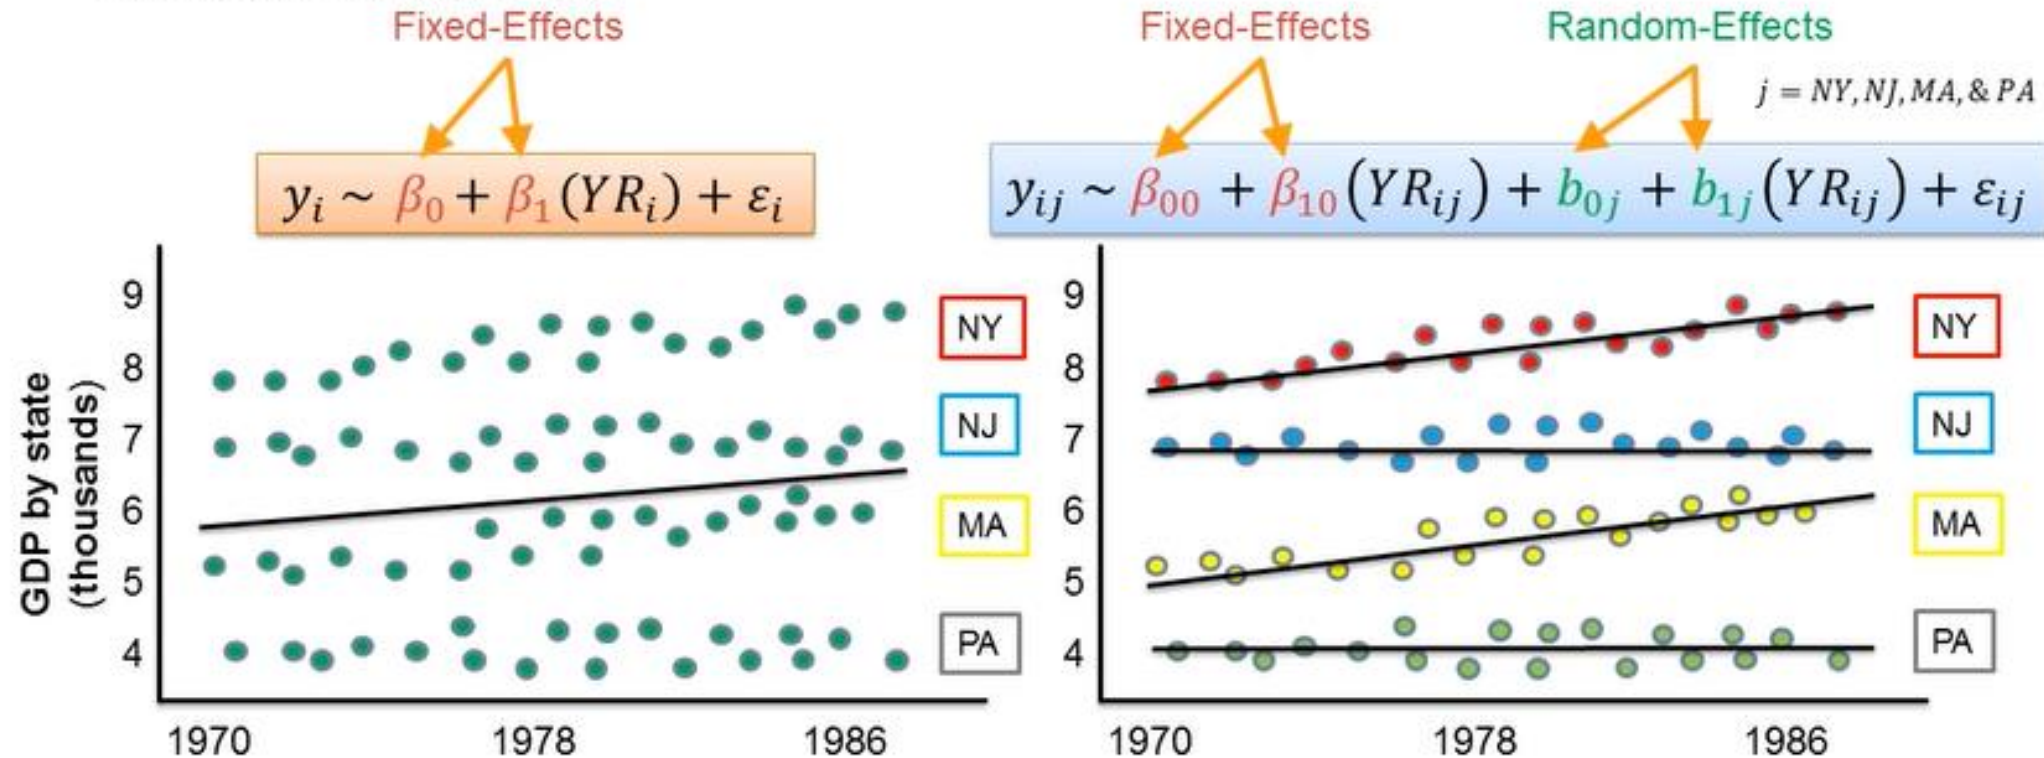 Fixed-Effects
y_i ~ β_0 + β_1(YR_i) + ε_i
GDP by state
(thousands)
9
8
7
6
5
4
NY
NJ
MA
PA
1970 1978 1986
Fixed-Effects Random-Effects
j = NY, NJ, MA, & PA
y_ij ~ β_00 + β_10(YR_ij) + b_0j + b_1j(YR_ij) + ε_ij
9
8
7
6
5
4
NY
NJ
MA
PA
1970 1978 1986